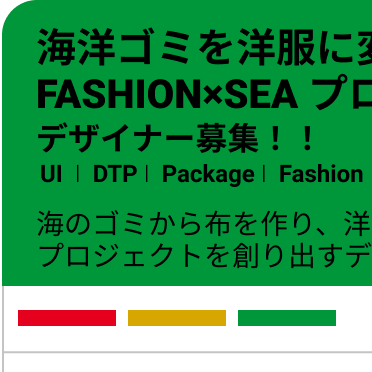 海洋ゴミを洋服に変
FASHION×SEA プロ
デザイナー募集！！
UI | DTP | Package | Fashion
海のゴミから布を作り、洋
プロジェクトを創り出すデ